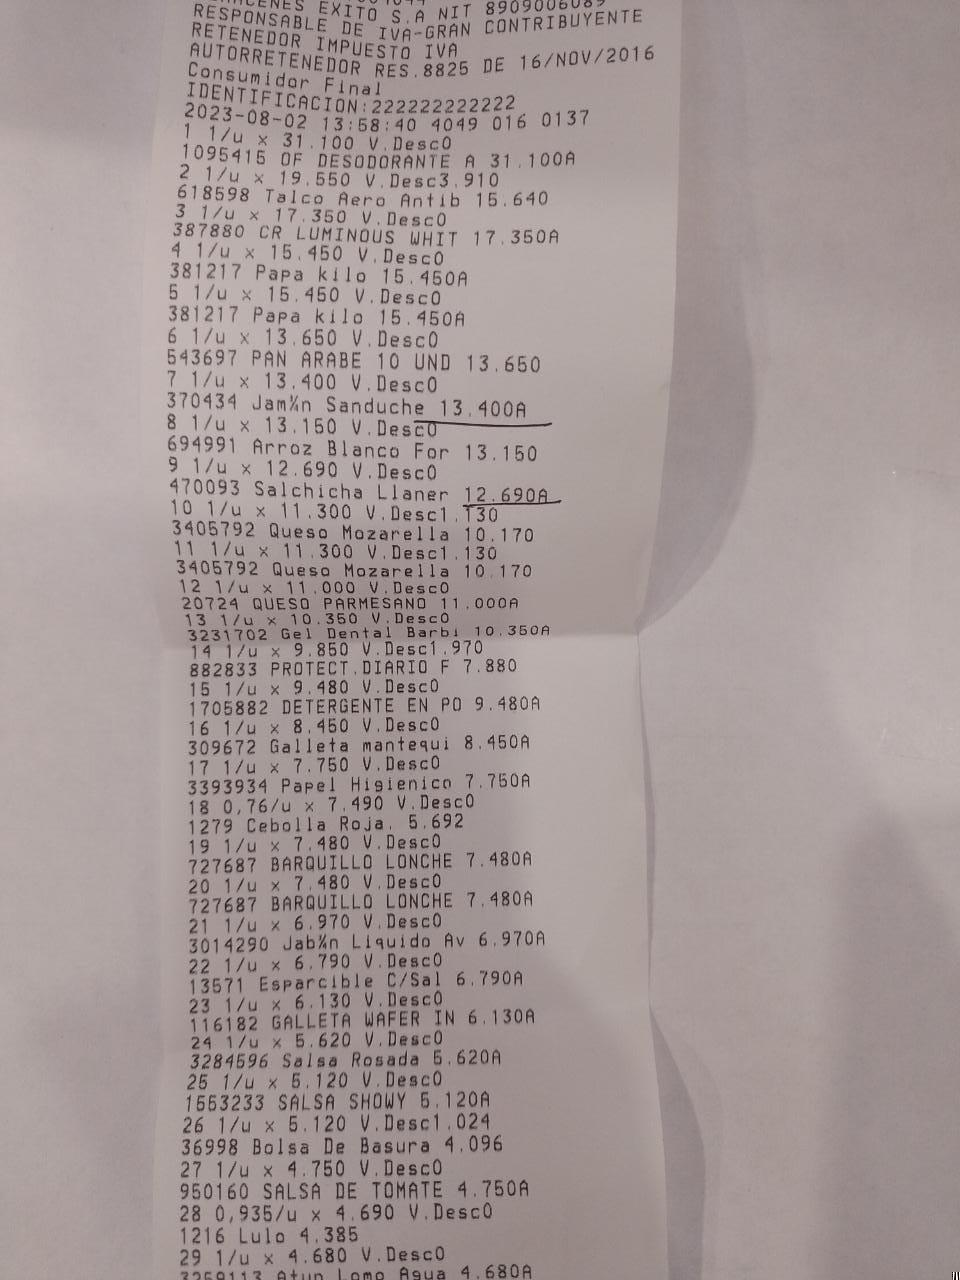 EXITO S.A NIT 8909006089
RESPONSABLE DE IVA-GRAN CONTRIBUYENTE
RETENEDOR IMPUESTO IVA
AUTORRETENEDOR RES.8825 DE 16/NOV/2016
Consumidor Final
IDENTIFICACION:222222222222
2023-08-02 13:58:40 4049 016 0137
1 1/u x 31.100 V.Desc0
1095415 OF DESODORANTE A 31.100A
2 1/u x 19.550 V.Desc3.910
618598 Talco Aero Antib 15.640
3 1/u x 17.350 V.Desc0
387880 CR LUMINOUS WHIT 17.350A
4 1/u x 15.450 V.Desc0
381217 Papa kilo 15.450A
5 1/u x 15.450 V.Desc0
381217 Papa kilo 15.450A
6 1/u x 13.650 V.Desc0
543697 PAN ARABE 10 UND 13.650
7 1/u x 13.400 V.Desc0
370434 Jam%n Sanduche 13.400A
8 1/u x 13.150 V.Desc0
694991 Arroz Blanco For 13.150
9 1/u x 12.690 V.Desc0
470093 Salchicha Llaner 12.690A
10 1/u x 11.300 V.Desc1.130
3405792 Queso Mozarella 10.170
11 1/u x 11.300 V.Desc1.130
3405792 Queso Mozarella 10.170
12 1/u x 11.000 V.Desc0
20724 QUESO PARMESANO 11.000A
13 1/u x 10.350 V.Desc0
3231702 Gel Dental Barbi 10.350A
14 1/u x 9.850 V.Desc1.970
882833 PROTECT.DIARIO F 7.880
15 1/u x 9.480 V.Desc0
1705882 DETERGENTE EN PO 9.480A
16 1/u x 8.450 V.Desc0
309672 Galleta mantequi 8.450A
17 1/u x 7.750 V.Desc0
3393934 Papel Higienico 7.750A
18 0,76/u x 7.490 V.Desc0
1279 Cebolla Roja. 5.692
19 1/u x 7.480 V.Desc0
727687 BARQUILLO LONCHE 7.480A
20 1/u x 7.480 V.Desc0
727687 BARQUILLO LONCHE 7.480A
21 1/u x 6.970 V.Desc0
3014290 Jab%n Liquido Av 6.970A
22 1/u x 6.790 V.Desc0
13571 Esparcible C/Sal 6.790A
23 1/u x 6.130 V.Desc0
116182 GALLETA WAFER IN 6.130A
24 1/u x 5.620 V.Desc0
3284596 Salsa Rosada 5.620A
25 1/u x 5.120 V.Desc0
1553233 SALSA SHOWY 5.120A
26 1/u x 5.120 V.Desc1.024
36998 Bolsa De Basura 4.096
27 1/u x 4.750 V.Desc0
950160 SALSA DE TOMATE 4.750A
28 0,935/u x 4.690 V.Desc0
1216 Lulo 4.385
29 1/u x 4.680 V.Desc0
3259113 Atun Lomo Agua 4.680A